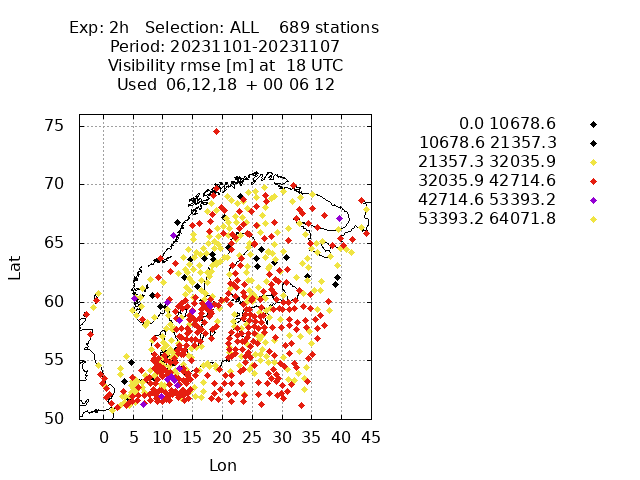 Exp: 2h   Selection: ALL    689 stations
Period: 20231101-20231107
Visibility rmse [m] at  18 UTC
Used  06,12,18  + 00 06 12
75
70
65
60
55
50
0 5 10 15 20 25 30 35 40 45
Lat
Lon
0.0 10678.6
10678.6 21357.3
21357.3 32035.9
32035.9 42714.6
42714.6 53393.2
53393.2 64071.8